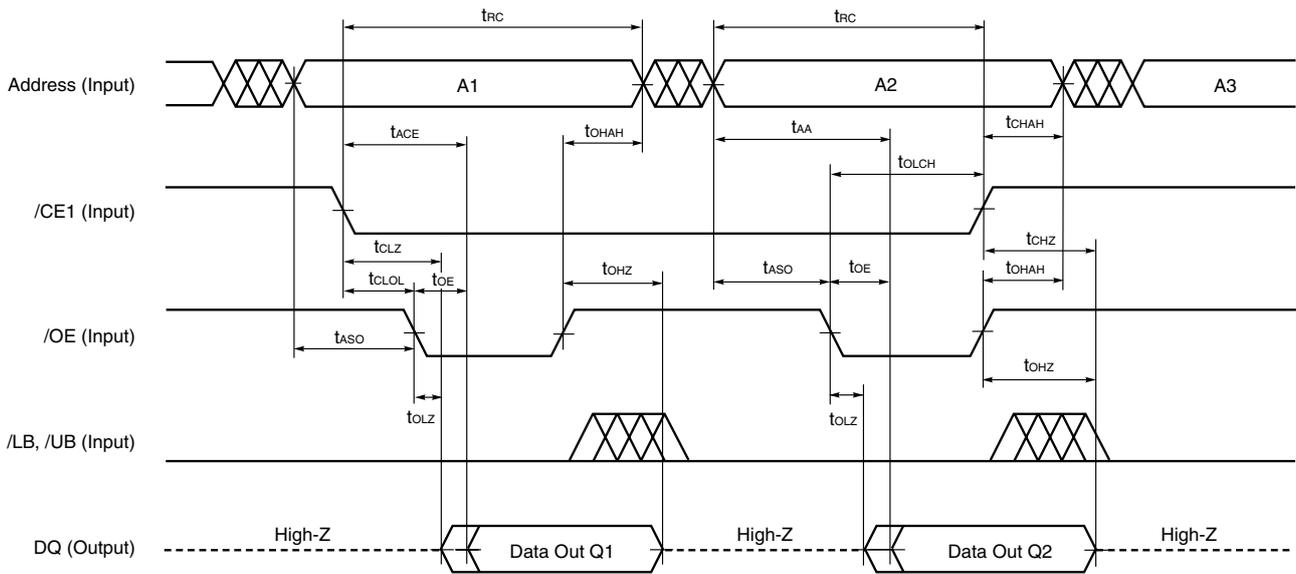 tRC tRC
Address (Input) A1 A2 A3
tACE tOHAH tAA tCHAH
tOLCH
/CE1 (Input)
tCLZ tCHZ
tCLOL tOE tOHZ tASO tOE tOHAH
/OE (Input)
tASO tOHZ
tOLZ tOLZ
/LB, /UB (Input)
High-Z High-Z High-Z
DQ (Output) Data Out Q1 Data Out Q2